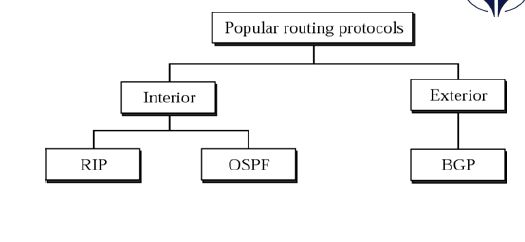 Popular routing protocols
Interior
Exterior
RIP
OSPF
BGP